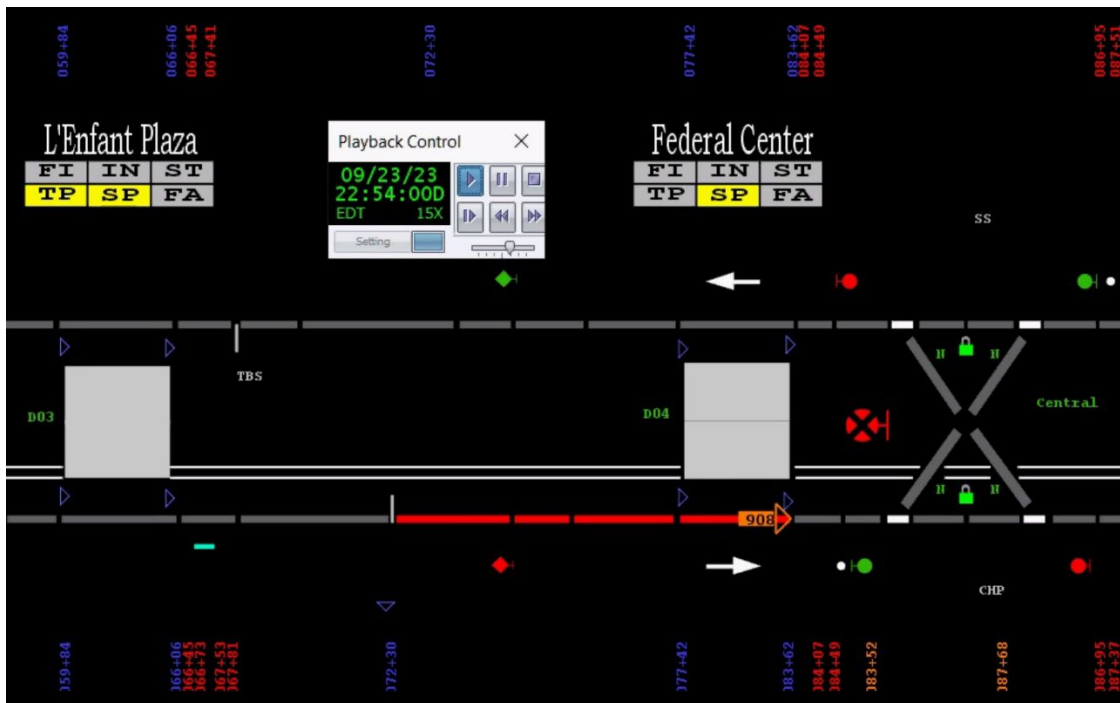 059+84
066+06
066+45
067+41
072+30
077+42
083+62
084+07
084+49
086+95
087+51
L'Enfant Plaza
FI IN ST
TP SP FA
Playback Control
09/23/23
22:54:00D
EDT 15X
Setting
Federal Center
FI IN ST
TP SP FA
SS
TBS
N N
D03
D04
Central
N N
908
CHP
059+84
066+06
066+45
066+73
067+53
067+81
072+30
077+42
083+62
084+07
084+49
083+52
087+68
086+95
087+37